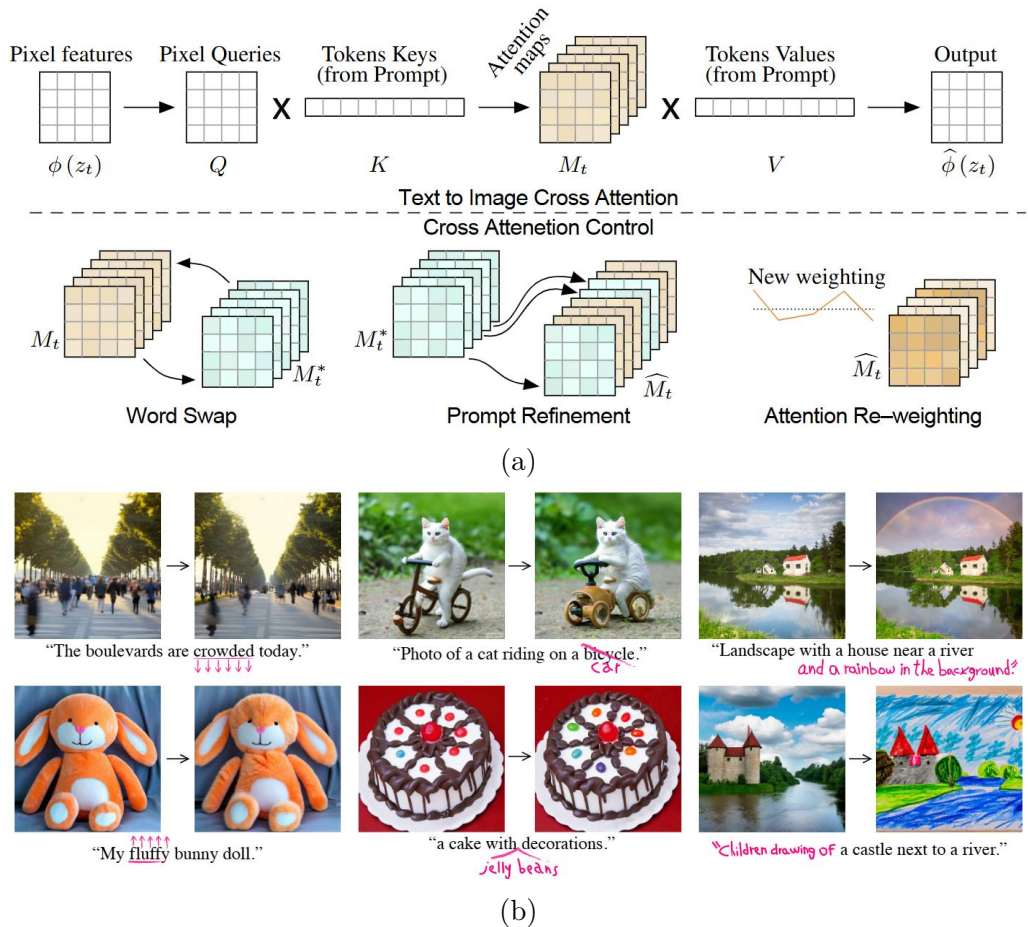 Pixel features
Pixel Queries
Tokens Keys
(from Prompt)
Attention
maps
Tokens Values
(from Prompt)
Output
X
X
ϕ (z_t)
Q
K
M_t
V
ϕ̂ (z_t)
Text to Image Cross Attention
Cross Attenetion Control
New weighting
M_t
M_t^*
M_t^*
M̂_t
M̂_t
Word Swap
Prompt Refinement
Attention Re–weighting
(a)
“The boulevards are crowded today.”
“Photo of a cat riding on a bicycle.”
car
“Landscape with a house near a river
and a rainbow in the background.”
“My fluffy bunny doll.”
“a cake with decorations.”
jelly beans
“Children drawing of a castle next to a river.”
(b)